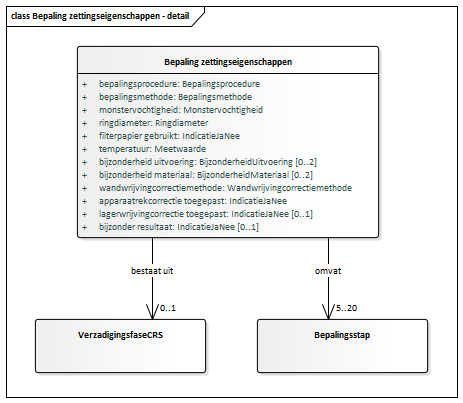 class Bepaling zettingseigenschappen - detail
Bepaling zettingseigenschappen
+ bepalingsprocedure: Bepalingsprocedure
+ bepalingsmethode: Bepalingsmethode
+ monstervochtigheid: Monstervochtigheid
+ ringdiameter: Ringdiameter
+ filterpapier gebruikt: IndicatieJaNee
+ temperatuur: Meetwaarde
+ bijzonderheid uitvoering: BijzonderheidUitvoering [0..2]
+ bijzonderheid materiaal: BijzonderheidMateriaal [0..2]
+ wandwrijvingcorrectiemethode: Wandwrijvingcorrectiemethode
+ apparaatrekcorrectie toegepast: IndicatieJaNee
+ lagerwrijvingcorrectie toegepast: IndicatieJaNee [0..1]
+ bijzonder resultaat: IndicatieJaNee [0..1]
bestaat uit
omvat
0..1
5..20
VerzadigingsfaseCRS
Bepalingsstap